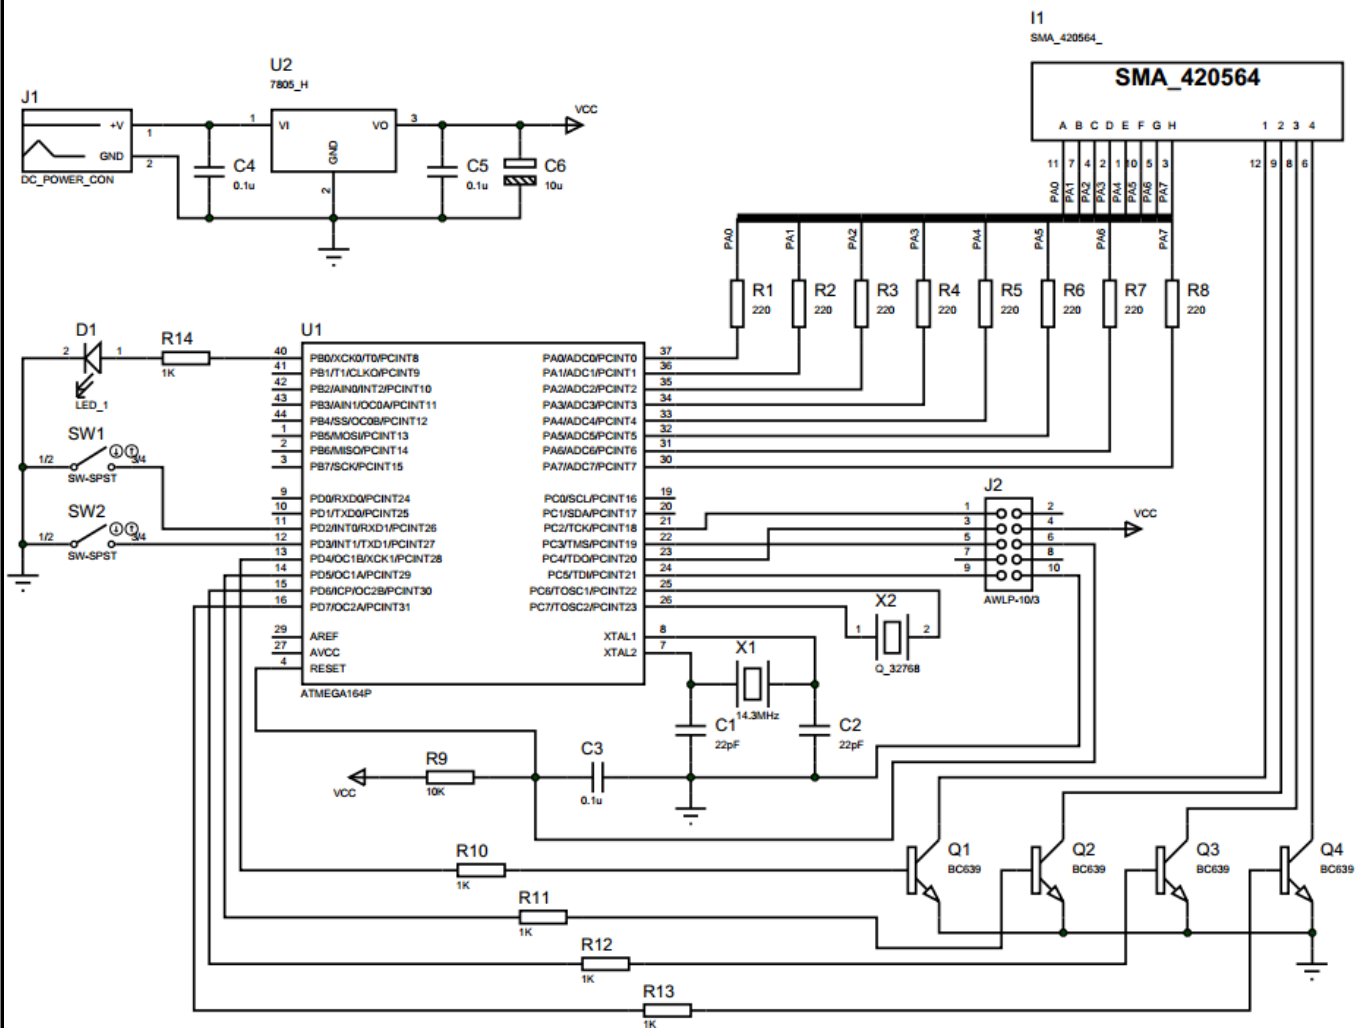 I1
SMA_420564_
SMA_420564
A B C D E F G H 1 2 3 4
11 7 4 2 1 10 5 3 12 9 8 6
PA0 PA1 PA2 PA3 PA4 PA5 PA6 PA7
U2
7805_H
J1
+V
1
GND
2
DC_POWER_CON
1
VI
VO
3
GND
2
VCC
C4
0.1u
C5
0.1u
C6
10u
PA0 PA1 PA2 PA3 PA4 PA5 PA6 PA7
R1
220
R2
220
R3
220
R4
220
R5
220
R6
220
R7
220
R8
220
D1
2
1
LED_1
R14
1K
SW1
1/2
3/4
SW-SPST
SW2
1/2
3/4
SW-SPST
U1
40 PB0/XCK0/T0/PCINT8
41 PB1/T1/CLKO/PCINT9
42 PB2/AIN0/INT2/PCINT10
43 PB3/AIN1/OC0A/PCINT11
44 PB4/SS/OC0B/PCINT12
1 PB5/MOSI/PCINT13
2 PB6/MISO/PCINT14
3 PB7/SCK/PCINT15
9 PD0/RXD0/PCINT24
10 PD1/TXD0/PCINT25
11 PD2/INT0/RXD1/PCINT26
12 PD3/INT1/TXD1/PCINT27
13 PD4/OC1B/XCK1/PCINT28
14 PD5/OC1A/PCINT29
15 PD6/ICP/OC2B/PCINT30
16 PD7/OC2A/PCINT31
29 AREF
27 AVCC
4 RESET
PA0/ADC0/PCINT0 37
PA1/ADC1/PCINT1 36
PA2/ADC2/PCINT2 35
PA3/ADC3/PCINT3 34
PA4/ADC4/PCINT4 33
PA5/ADC5/PCINT5 32
PA6/ADC6/PCINT6 31
PA7/ADC7/PCINT7 30
PC0/SCL/PCINT16 19
PC1/SDA/PCINT17 20
PC2/TCK/PCINT18 21
PC3/TMS/PCINT19 22
PC4/TDO/PCINT20 23
PC5/TDI/PCINT21 24
PC6/TOSC1/PCINT22 25
PC7/TOSC2/PCINT23 26
XTAL1 8
XTAL2 7
ATMEGA164P
J2
1 2
3 4
5 6
7 8
9 10
AWLP-10/3
VCC
X2
1 2
Q_32768
X1
14.3MHz
C1
22pF
C2
22pF
C3
0.1u
R9
10K
VCC
R10
1K
R11
1K
R12
1K
R13
1K
Q1
BC639
Q2
BC639
Q3
BC639
Q4
BC639